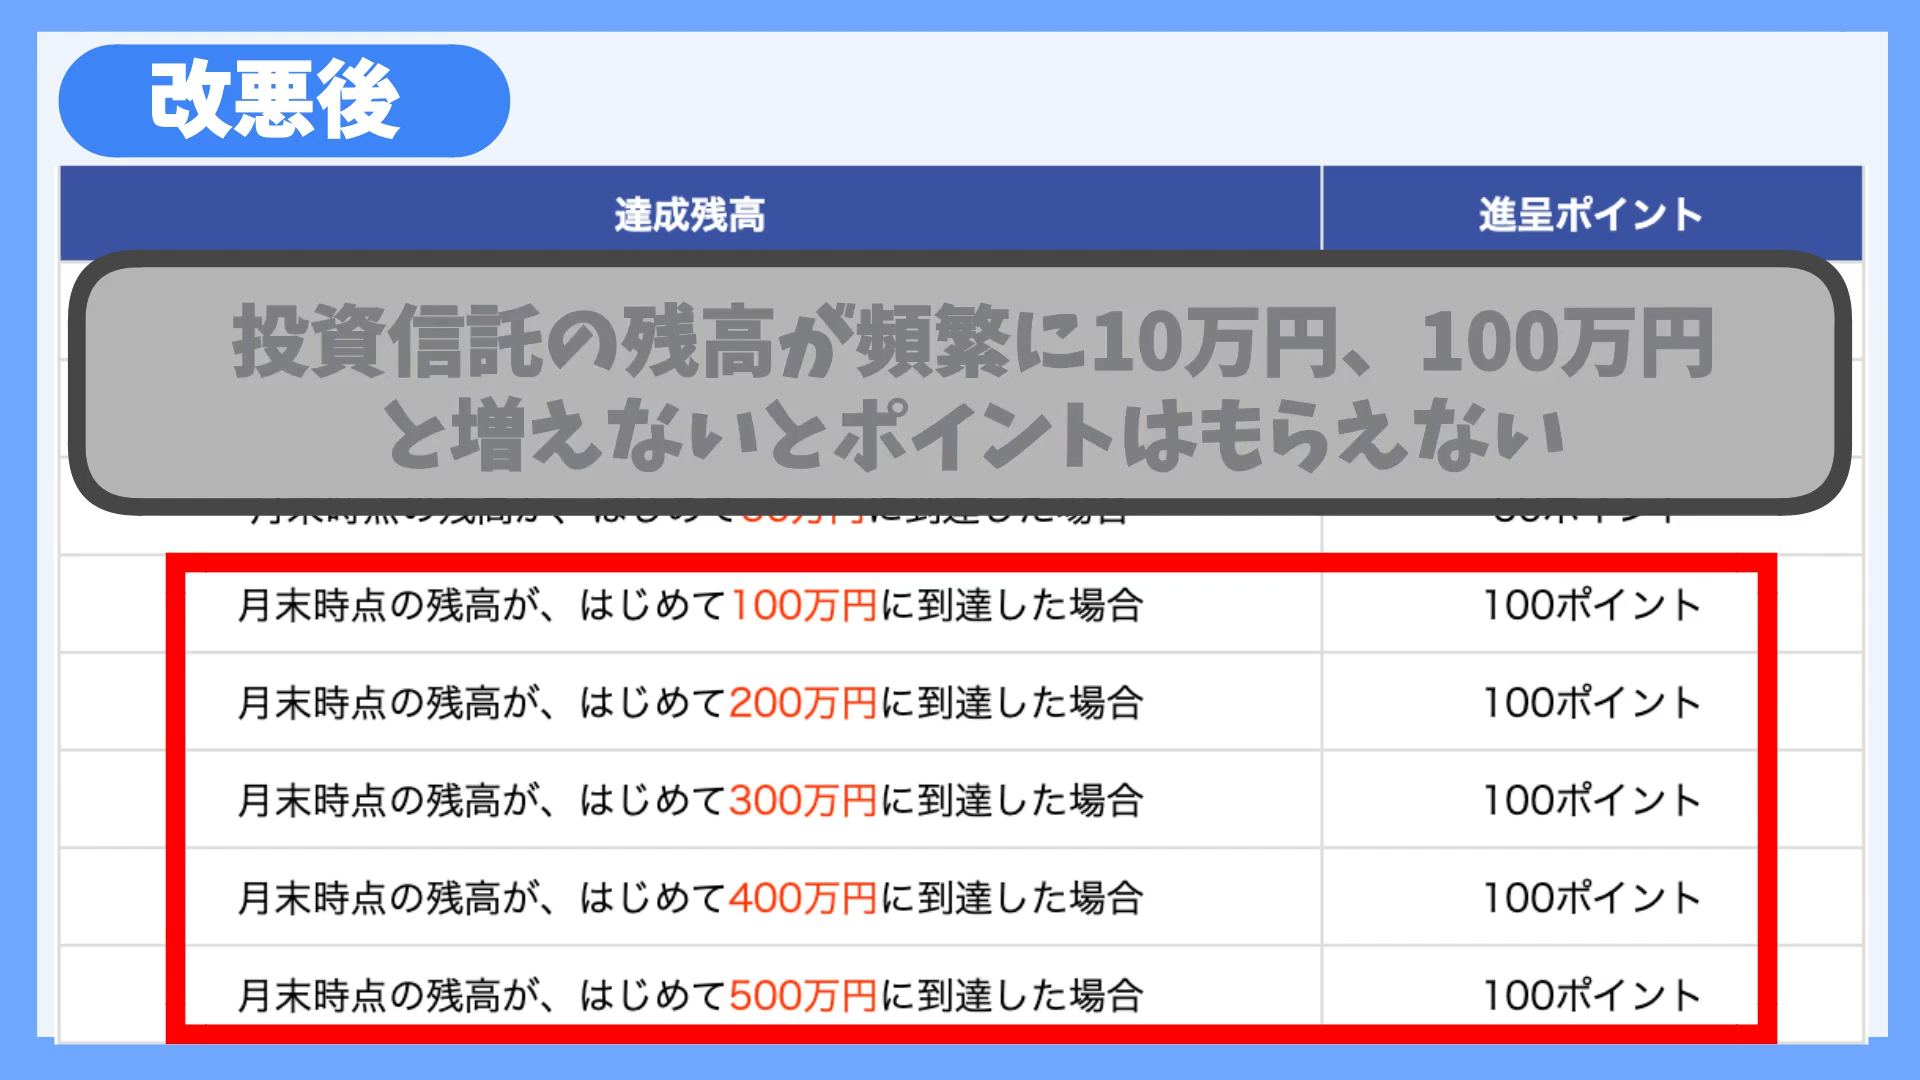 改悪後
達成残高 進呈ポイント
投資信託の残高が頻繁に10万円、100万円
と増えないとポイントはもらえない
月末時点の残高が、はじめて100万円に到達した場合 100ポイント
月末時点の残高が、はじめて200万円に到達した場合 100ポイント
月末時点の残高が、はじめて300万円に到達した場合 100ポイント
月末時点の残高が、はじめて400万円に到達した場合 100ポイント
月末時点の残高が、はじめて500万円に到達した場合 100ポイント